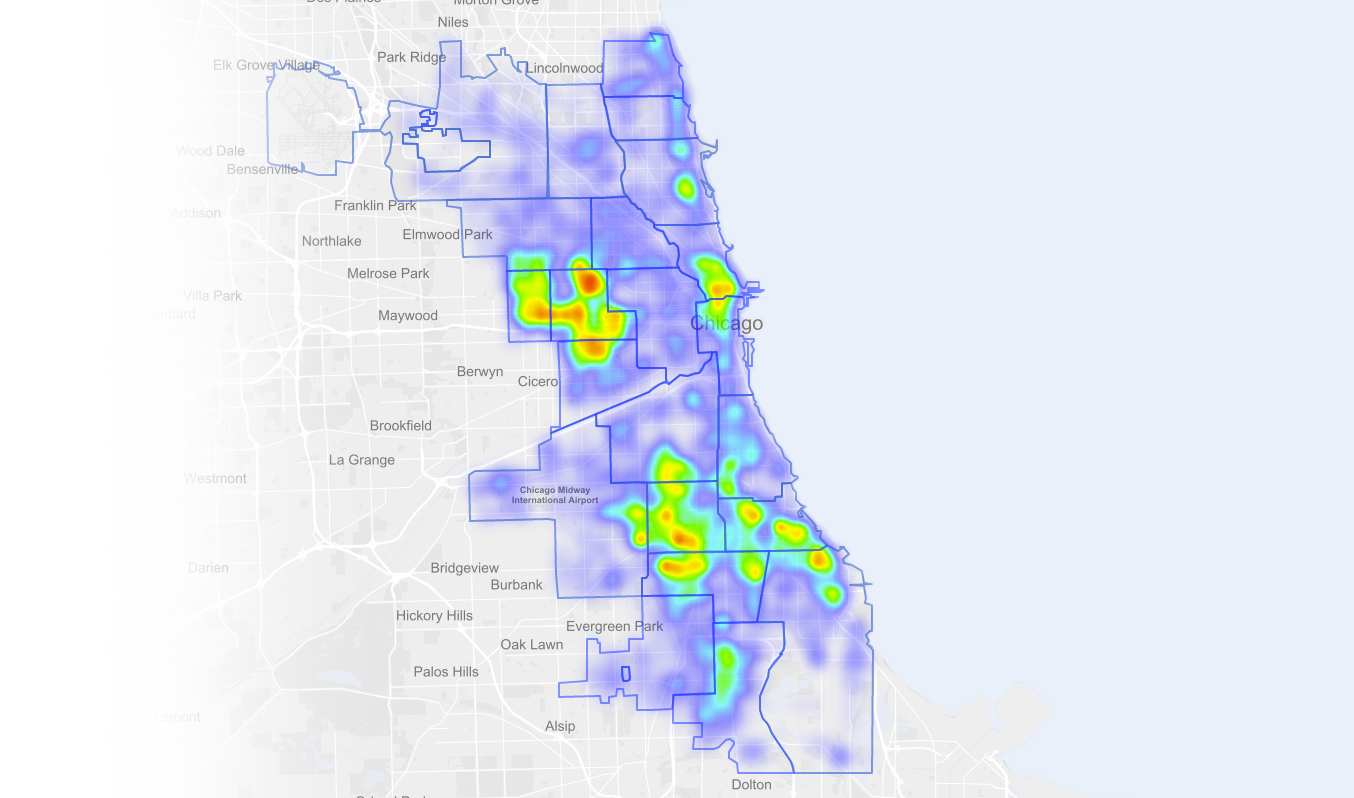 Des Plaines
Morton Grove
Niles
Park Ridge
Elk Grove Village
Lincolnwood
Wood Dale
Bensenville
Franklin Park
Addison
Elmwood Park
Northlake
Melrose Park
Villa Park
mbard
Maywood
Chicago
Berwyn
Cicero
Brookfield
La Grange
Westmont
Chicago Midway
International Airport
Darien
Bridgeview
Burbank
Hickory Hills
Evergreen Park
Oak Lawn
Palos Hills
Lemont
Alsip
Dolton